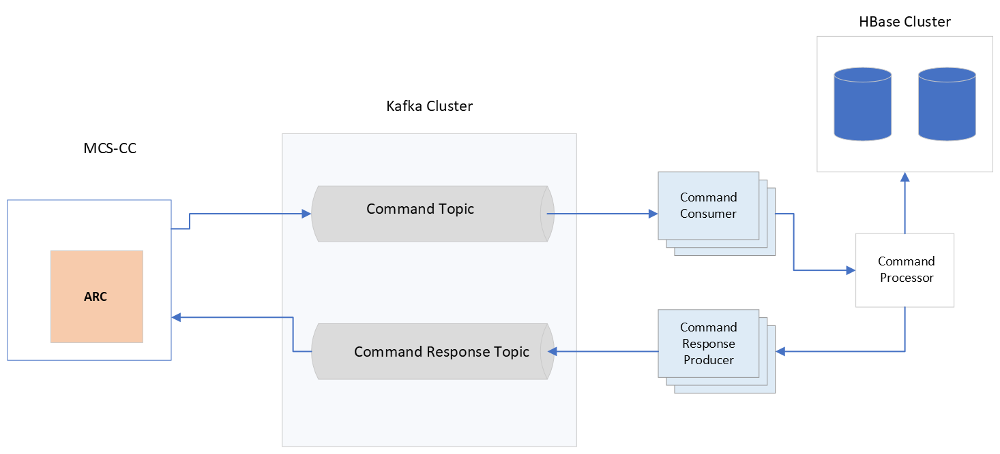 HBase Cluster
Kafka Cluster
MCS-CC
Command Topic
Command
Consumer
Command
Processor
ARC
Command Response Topic
Command
Response
Producer